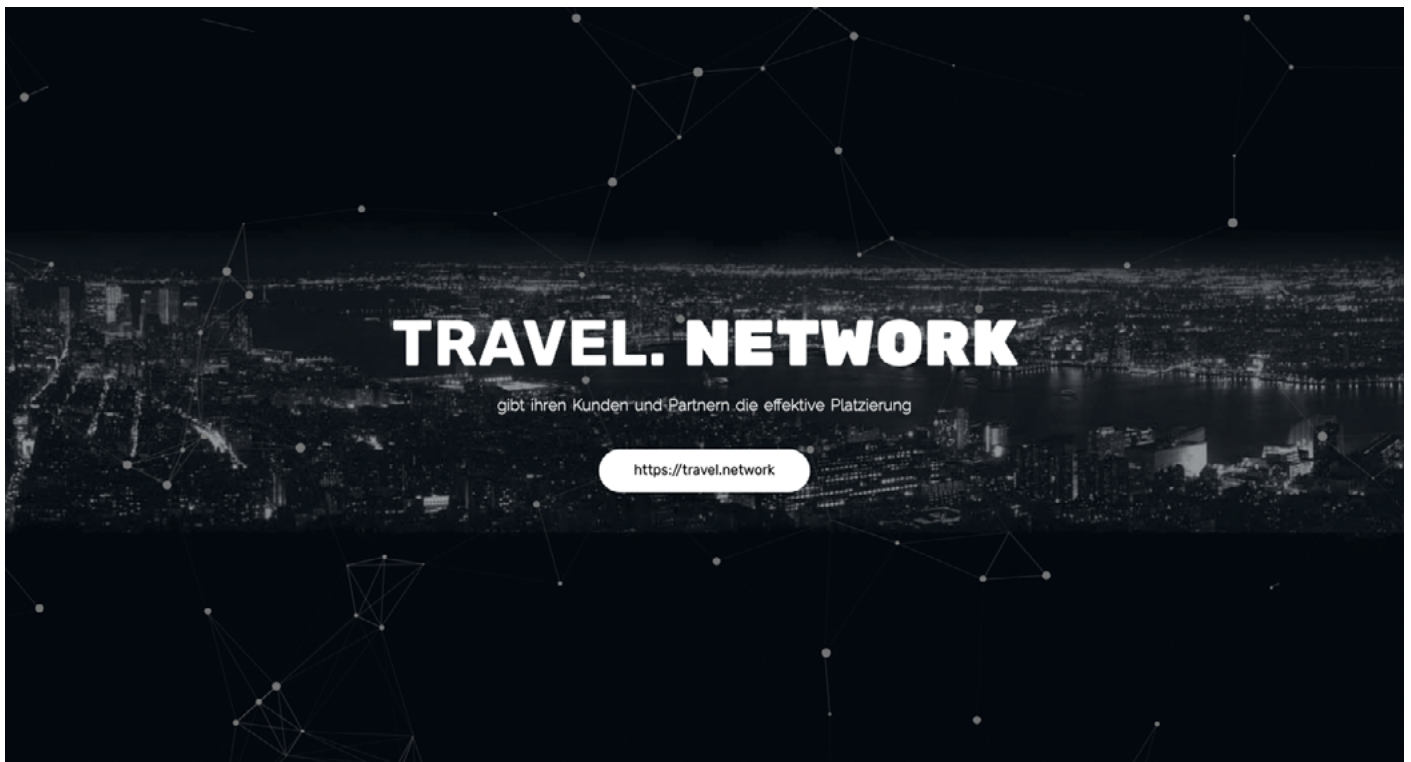 TRAVEL. NETWORK
gibt ihren Kunden und Partnern die effektive Platzierung
https://travel.network